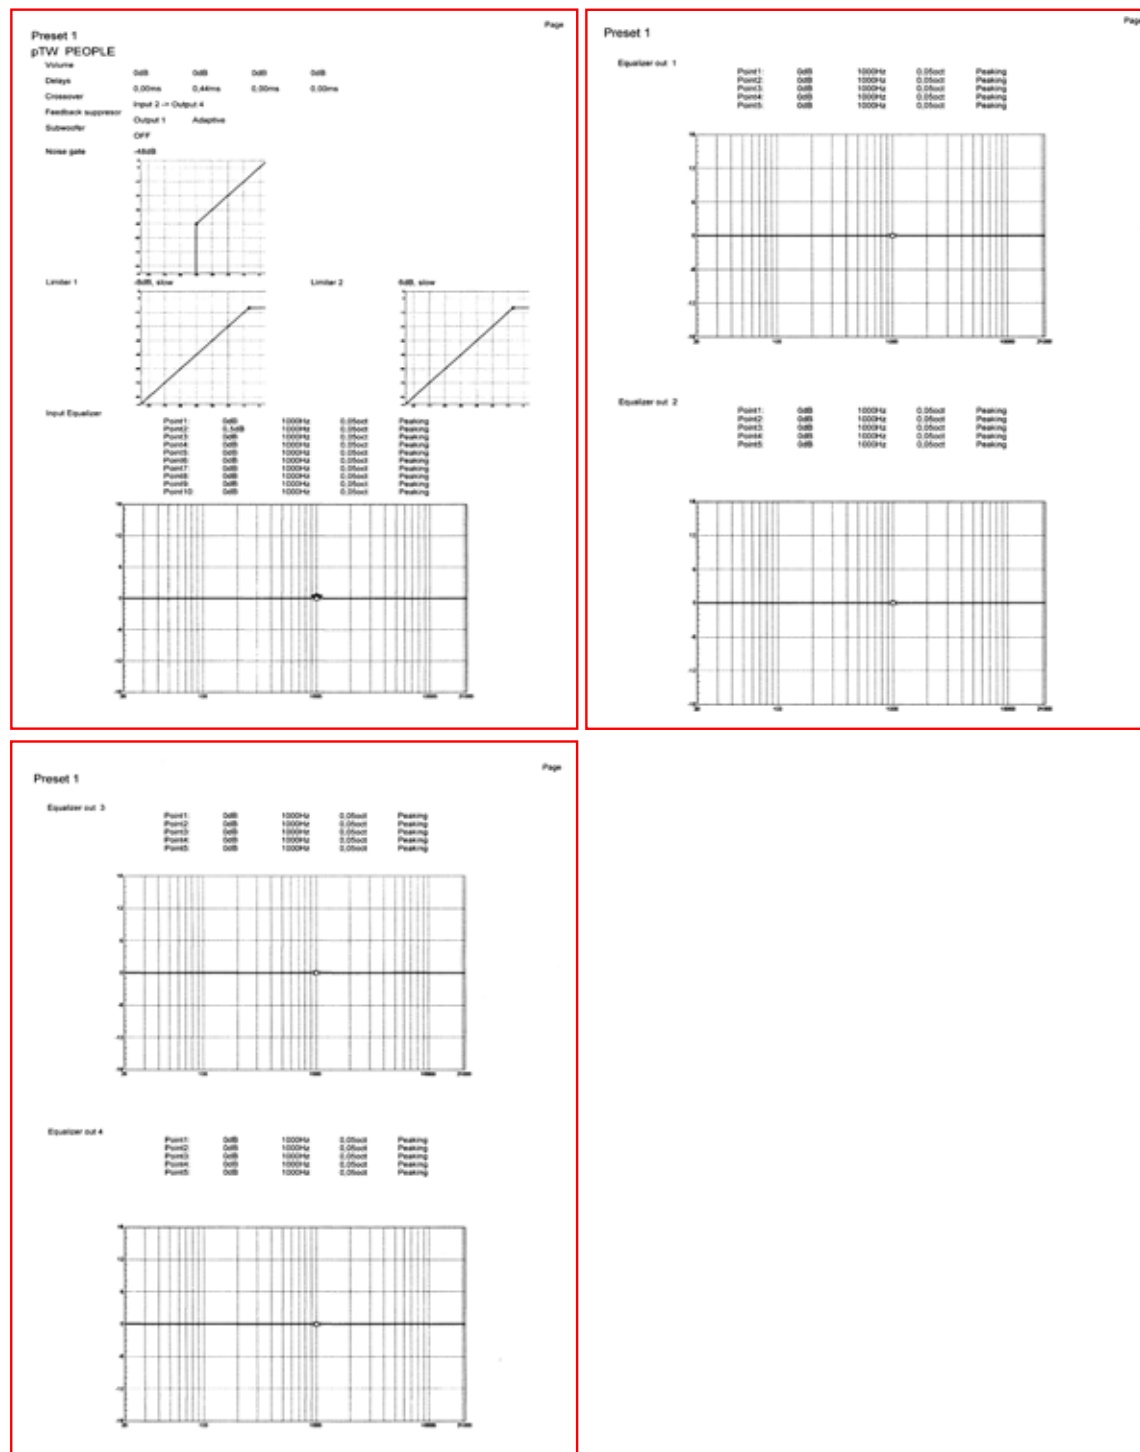 Page
Preset 1
pTW PEOPLE
Volume 0dB 0dB 0dB 0dB
Delays 0,00ms 0,44ms 0,00ms 0,00ms
Crossover Input 2 -> Output 4
Feedback suppresor Output 1 Adaptive
Subwoofer OFF
Noise gate -48dB
Limiter 1 -8dB, slow Limiter 2 6dB, slow
Input Equalizer
Point1: 0dB 1000Hz 0,05oct Peaking
Point2: 0,5dB 1000Hz 0,05oct Peaking
Point3: 0dB 1000Hz 0,05oct Peaking
Point4: 0dB 1000Hz 0,05oct Peaking
Point5: 0dB 1000Hz 0,05oct Peaking
Point6: 0dB 1000Hz 0,05oct Peaking
Point7: 0dB 1000Hz 0,05oct Peaking
Point8: 0dB 1000Hz 0,05oct Peaking
Point9: 0dB 1000Hz 0,05oct Peaking
Point10: 0dB 1000Hz 0,05oct Peaking
Page
Preset 1
Equalizer out 1
Point1: 0dB 1000Hz 0,05oct Peaking
Point2: 0dB 1000Hz 0,05oct Peaking
Point3: 0dB 1000Hz 0,05oct Peaking
Point4: 0dB 1000Hz 0,05oct Peaking
Point5: 0dB 1000Hz 0,05oct Peaking
Equalizer out 2
Point1: 0dB 1000Hz 0,05oct Peaking
Point2: 0dB 1000Hz 0,05oct Peaking
Point3: 0dB 1000Hz 0,05oct Peaking
Point4: 0dB 1000Hz 0,05oct Peaking
Point5: 0dB 1000Hz 0,05oct Peaking
Page
Preset 1
Equalizer out 3
Point1: 0dB 1000Hz 0,05oct Peaking
Point2: 0dB 1000Hz 0,05oct Peaking
Point3: 0dB 1000Hz 0,05oct Peaking
Point4: 0dB 1000Hz 0,05oct Peaking
Point5: 0dB 1000Hz 0,05oct Peaking
Equalizer out 4
Point1: 0dB 1000Hz 0,05oct Peaking
Point2: 0dB 1000Hz 0,05oct Peaking
Point3: 0dB 1000Hz 0,05oct Peaking
Point4: 0dB 1000Hz 0,05oct Peaking
Point5: 0dB 1000Hz 0,05oct Peaking